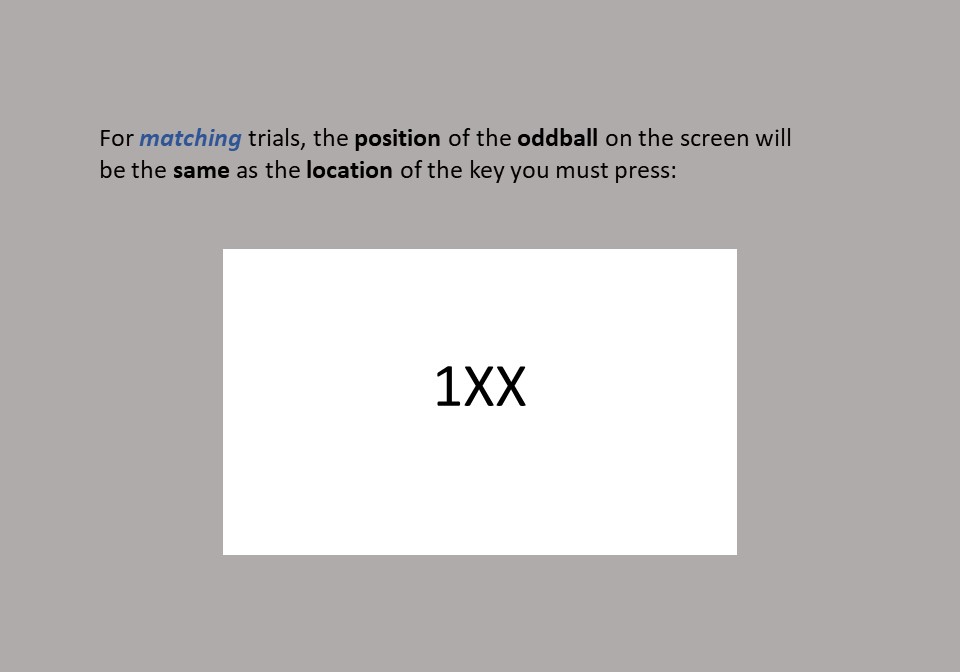 For matching trials, the position of the oddball on the screen will
be the same as the location of the key you must press:
1XX